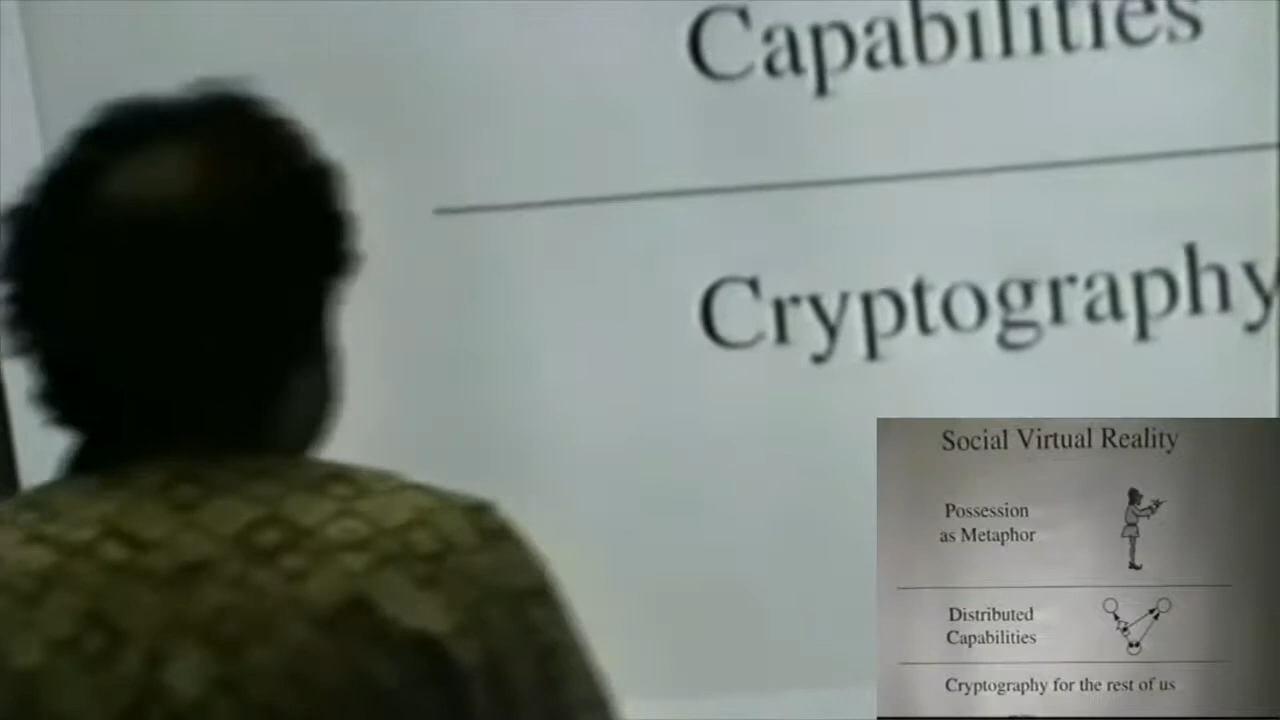 Capabilities
Cryptography
Social Virtual Reality
Possession
as Metaphor
Distributed
Capabilities
Cryptography for the rest of us